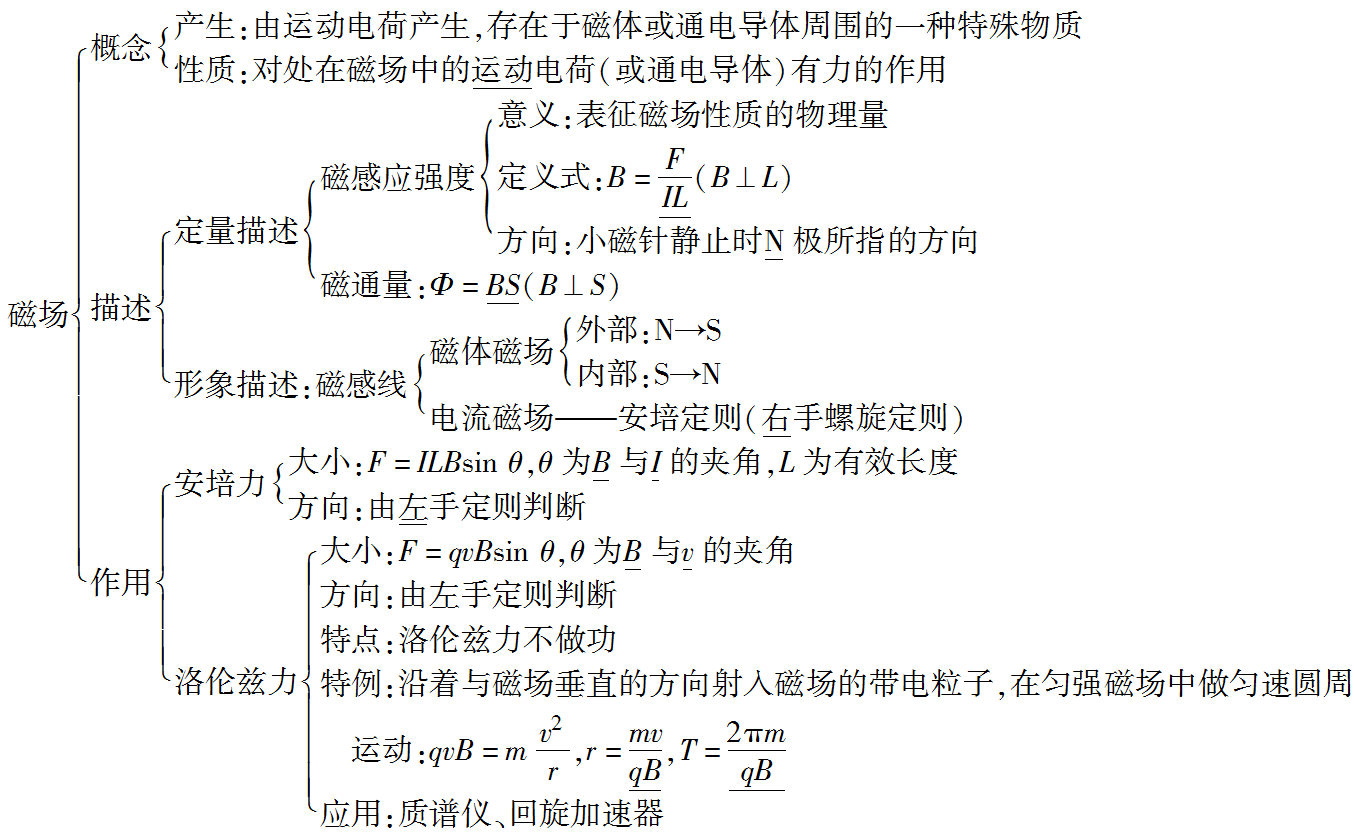 概念
产生:由运动电荷产生,存在于磁体或通电导体周围的一种特殊物质
性质:对处在磁场中的运动电荷(或通电导体)有力的作用
意义:表征磁场性质的物理量
磁感应强度
定义式:B=F/IL(B⊥L)
定量描述
方向:小磁针静止时N极所指的方向
磁通量:Φ=BS(B⊥S)
磁场
描述
外部:N→S
磁体磁场
内部:S→N
形象描述:磁感线
电流磁场——安培定则(右手螺旋定则)
大小:F=ILBsin θ,θ为B与I的夹角,L为有效长度
安培力
方向:由左手定则判断
大小:F=qvBsin θ,θ为B与v的夹角
作用
方向:由左手定则判断
特点:洛伦兹力不做功
洛伦兹力
特例:沿着与磁场垂直的方向射入磁场的带电粒子,在匀强磁场中做匀速圆周
运动:qvB=m v²/r,r=mv/qB,T=2πm/qB
应用:质谱仪、回旋加速器